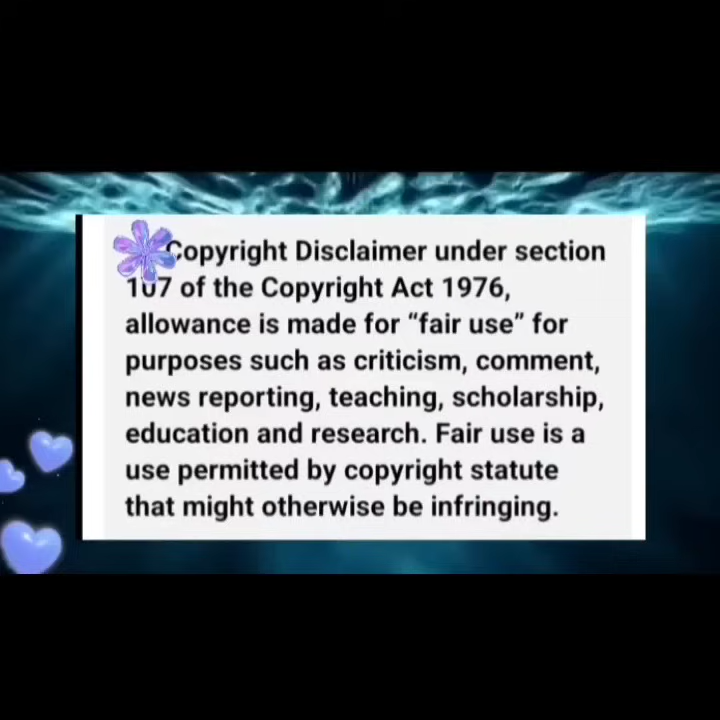 Copyright Disclaimer under section
107 of the Copyright Act 1976,
allowance is made for “fair use” for
purposes such as criticism, comment,
news reporting, teaching, scholarship,
education and research. Fair use is a
use permitted by copyright statute
that might otherwise be infringing.